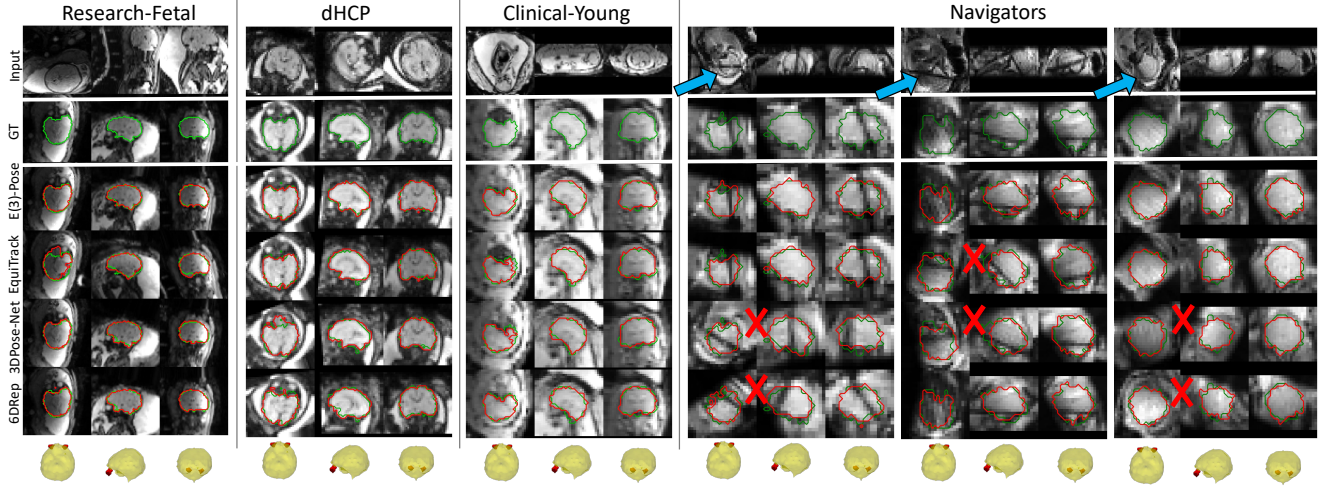 Research-Fetal dHCP Clinical-Young Navigators
Input
GT
E(3)-Pose
EquiTrack
3DPose-Net
6DRep